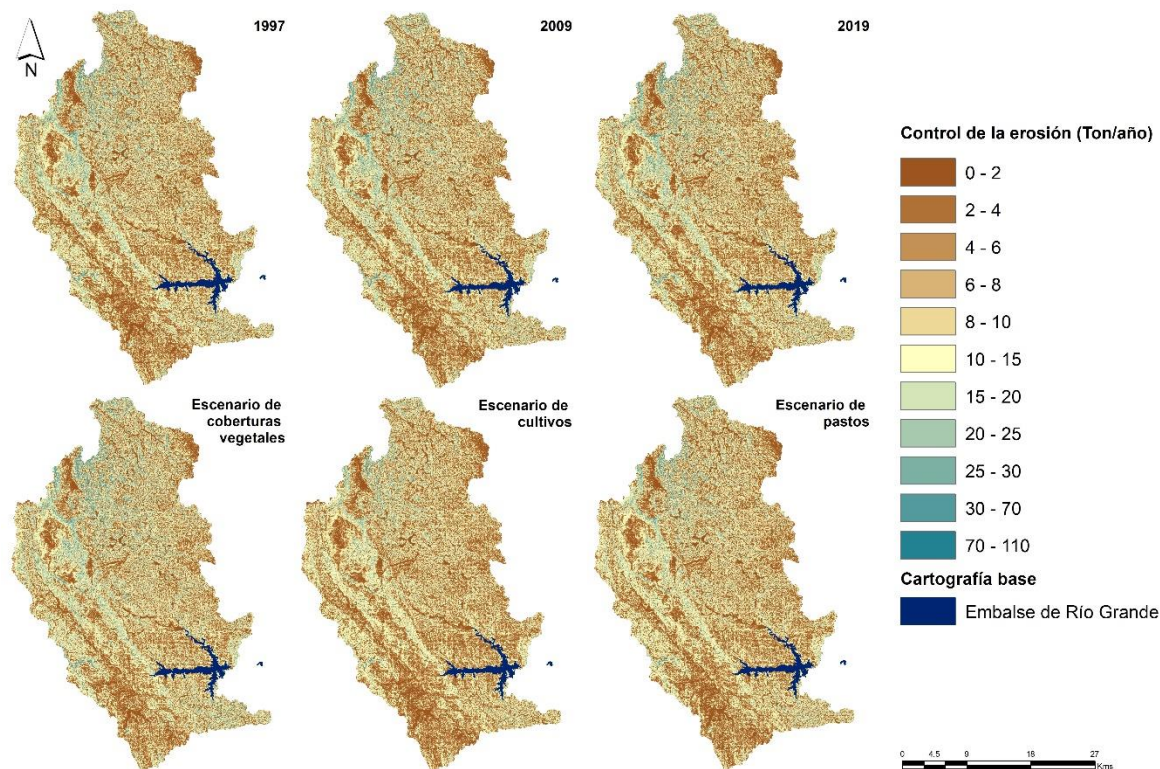 1997
2009
2019
N
Control de la erosión (Ton/año)
0 - 2
2 - 4
4 - 6
6 - 8
8 - 10
10 - 15
15 - 20
20 - 25
25 - 30
30 - 70
70 - 110
Cartografía base
Embalse de Río Grande
Escenario de
coberturas
vegetales
Escenario de
cultivos
Escenario de
pastos
0 4.5 9 18 27
Kms